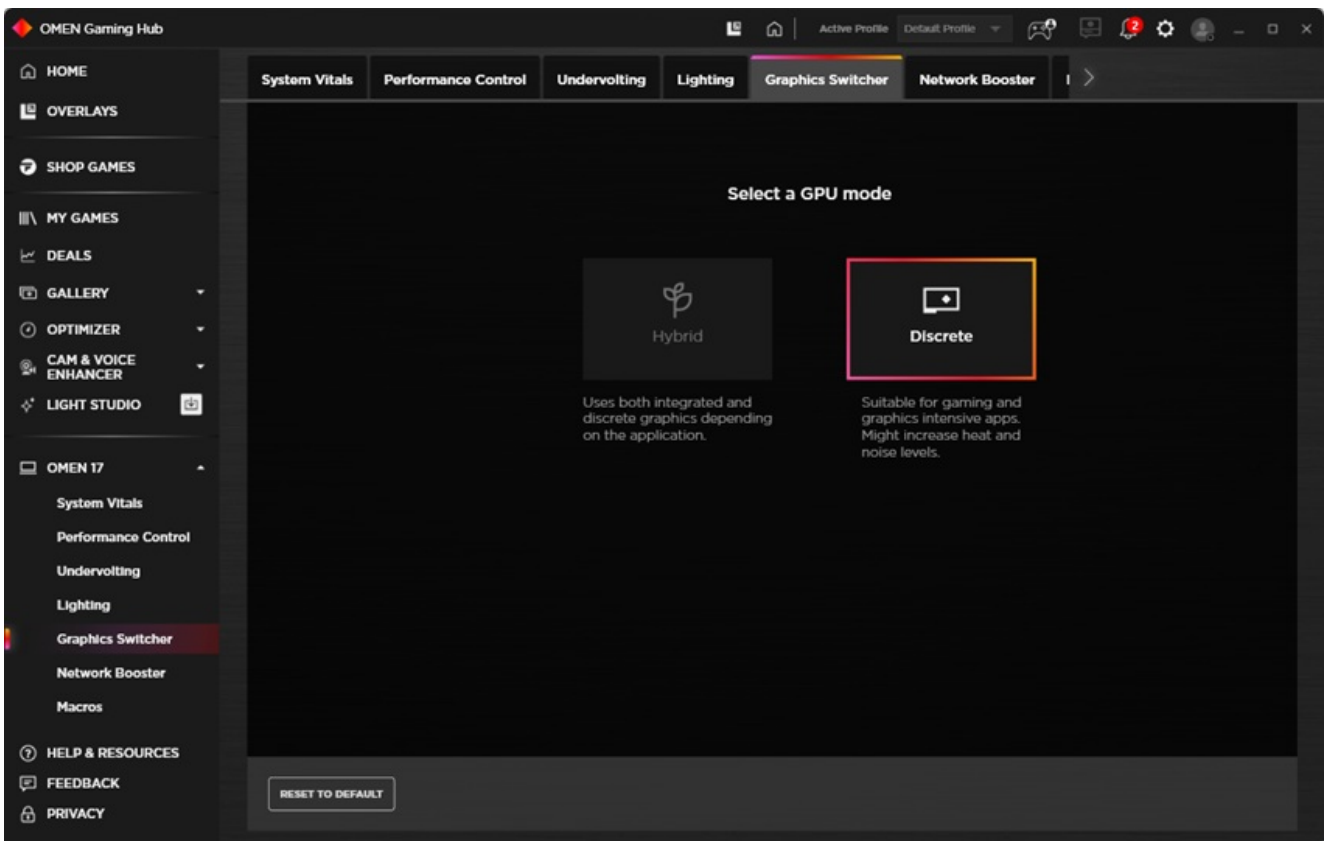 OMEN Gaming Hub
Active Profile
Default Profile
2
HOME
OVERLAYS
SHOP GAMES
MY GAMES
DEALS
GALLERY
OPTIMIZER
CAM & VOICE
ENHANCER
LIGHT STUDIO
OMEN 17
System Vitals
Performance Control
Undervolting
Lighting
Graphics Switcher
Network Booster
Macros
HELP & RESOURCES
FEEDBACK
PRIVACY
System Vitals
Performance Control
Undervolting
Lighting
Graphics Switcher
Network Booster
Select a GPU mode
Hybrid
Uses both integrated and
discrete graphics depending
on the application.
Discrete
Suitable for gaming and
graphics intensive apps.
Might increase heat and
noise levels.
RESET TO DEFAULT